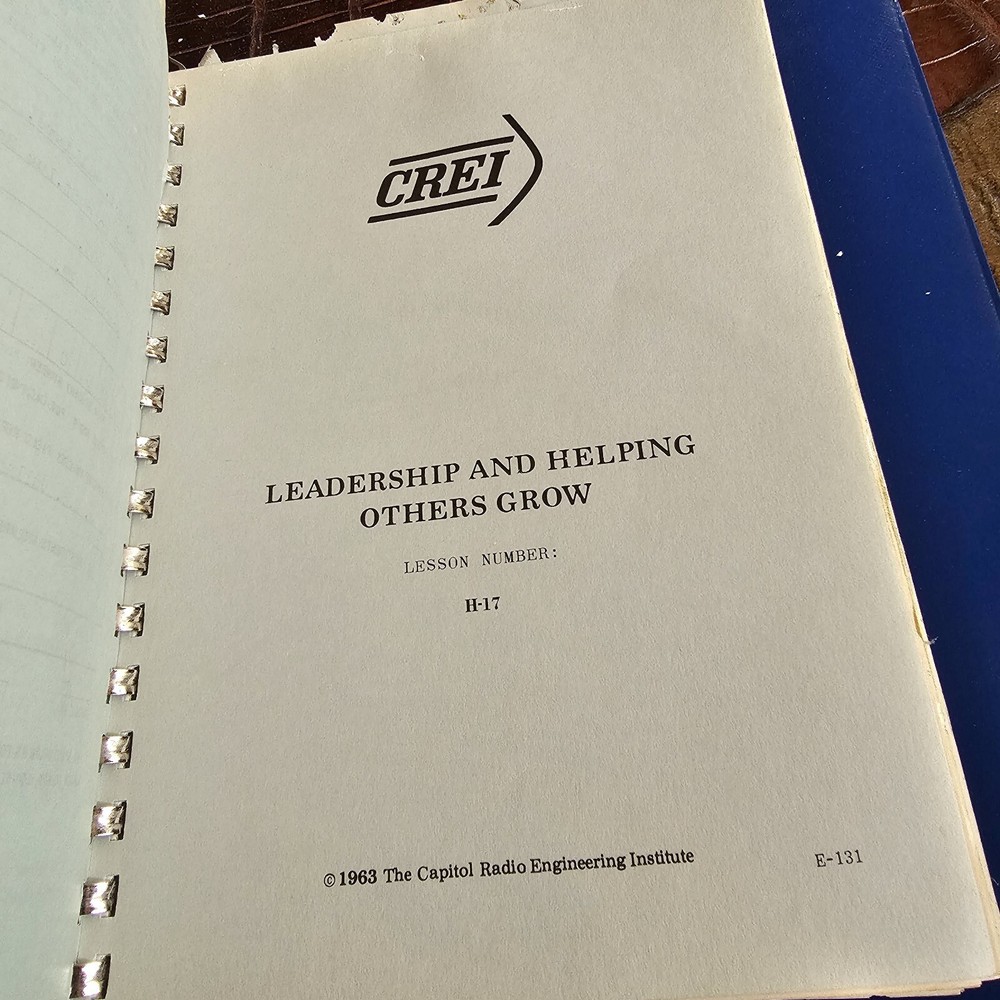 CREI
LEADERSHIP AND HELPING
OTHERS GROW
LESSON NUMBER:
H-17
©1963 The Capitol Radio Engineering Institute
E-131